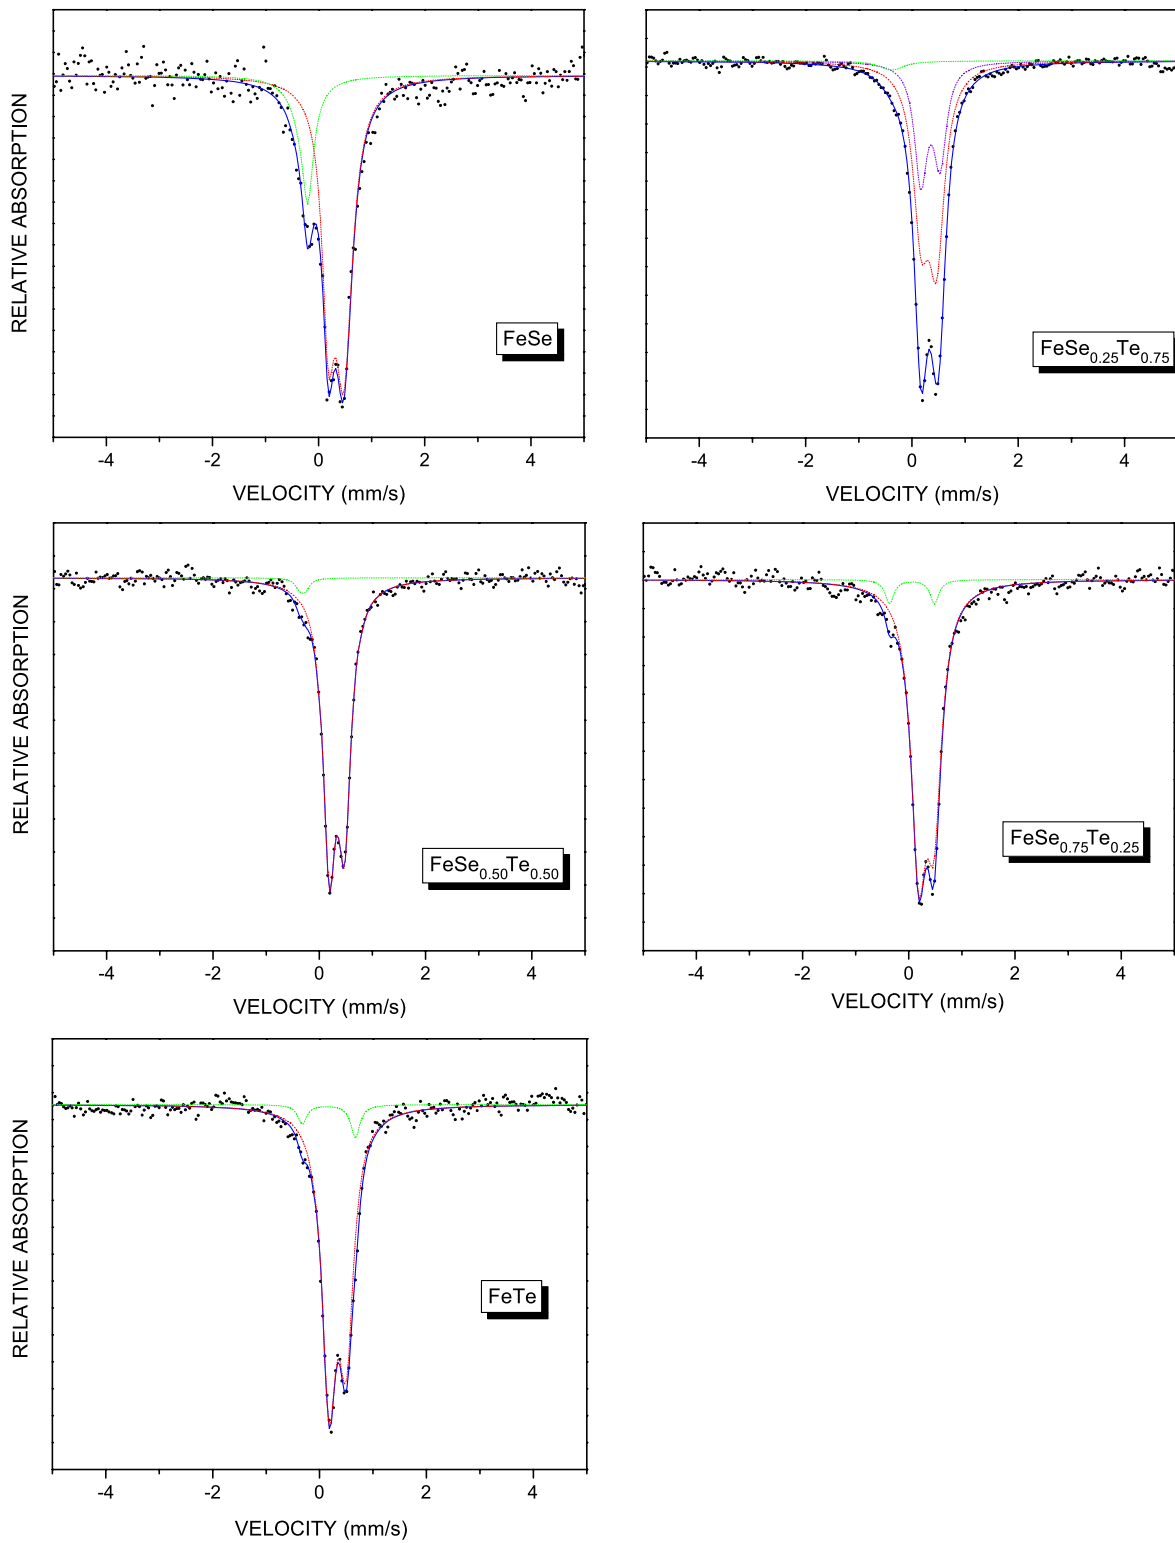 RELATIVE ABSORPTION
FeSe
-4 -2 0 2 4
VELOCITY (mm/s)
FeSe0.25Te0.75
-4 -2 0 2 4
VELOCITY (mm/s)
RELATIVE ABSORPTION
FeSe0.50Te0.50
-4 -2 0 2 4
VELOCITY (mm/s)
FeSe0.75Te0.25
-4 -2 0 2 4
VELOCITY (mm/s)
RELATIVE ABSORPTION
FeTe
-4 -2 0 2 4
VELOCITY (mm/s)